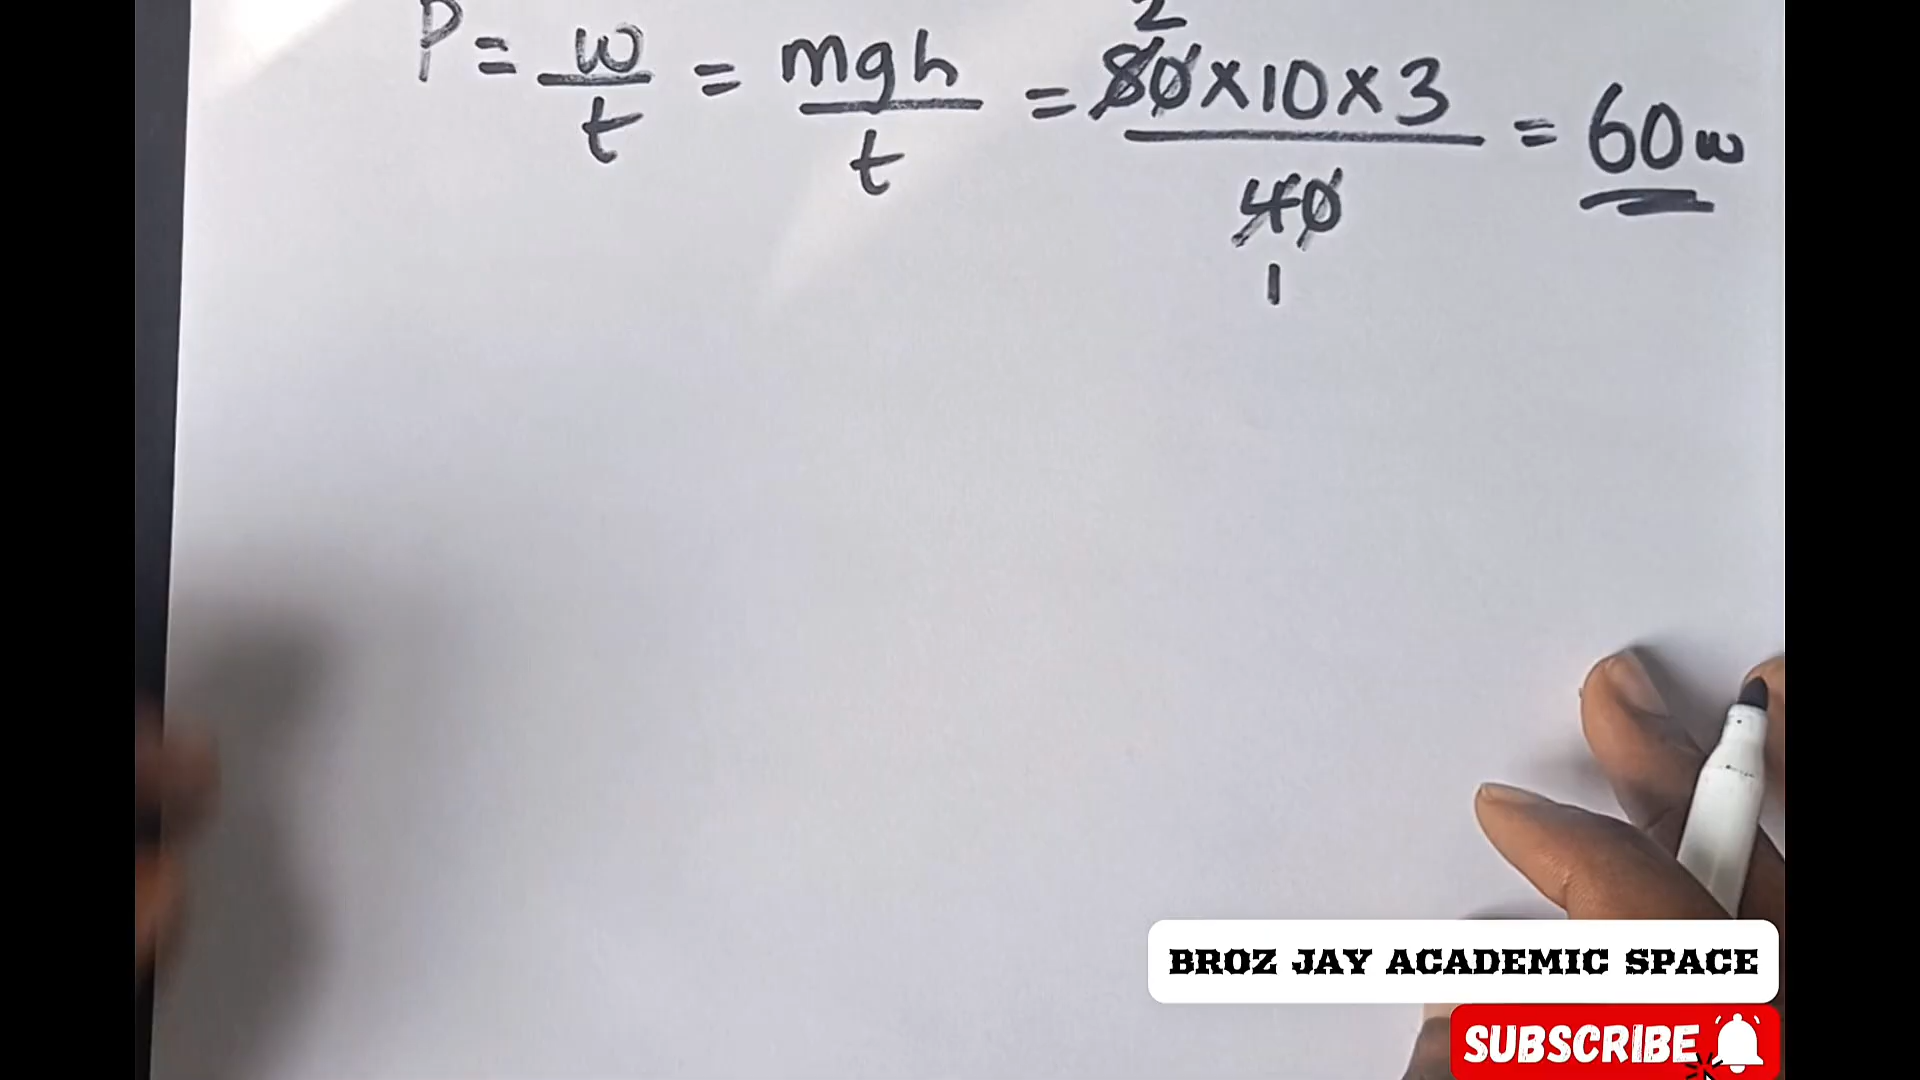 P = w/t = mgh/t = 80×10×3/40 = 60w
2
1
BROZ JAY ACADEMIC SPACE
SUBSCRIBE